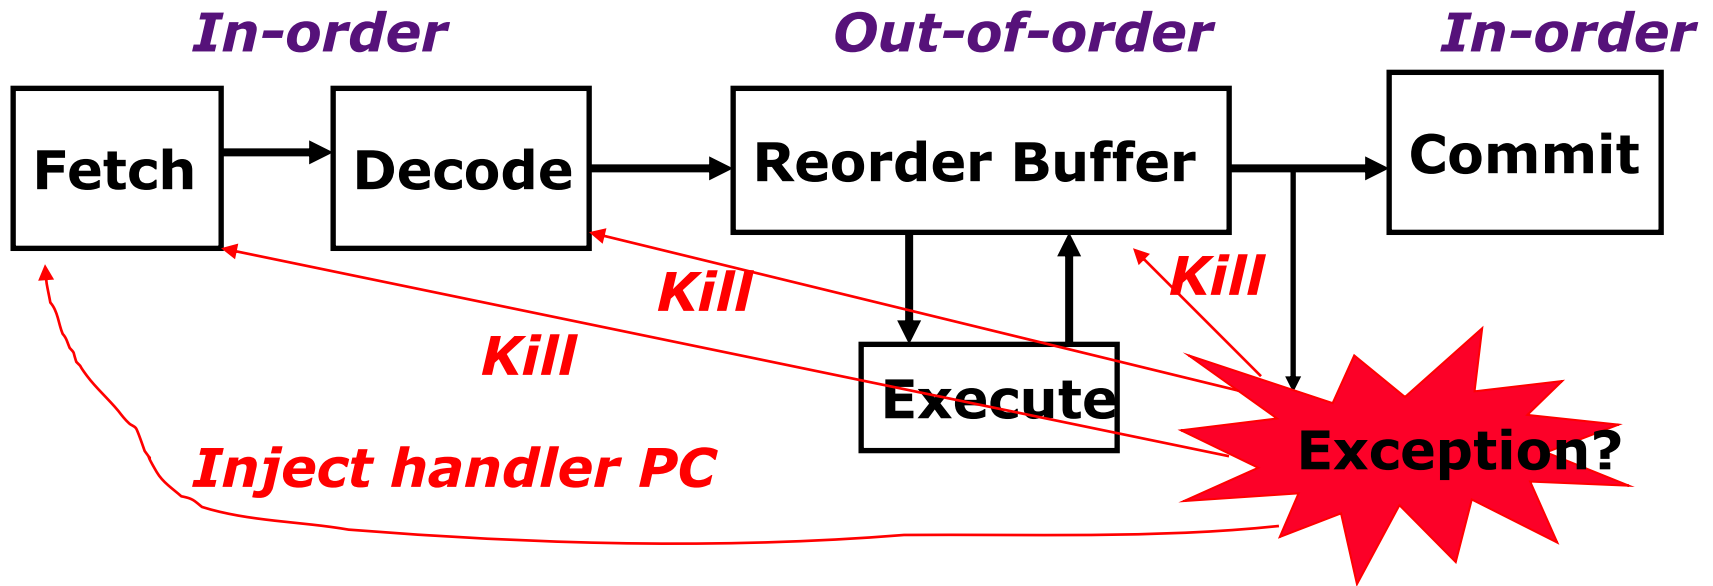 In-order
Out-of-order
In-order
Fetch
Decode
Reorder Buffer
Commit
Kill
Kill
Kill
Execute
Inject handler PC
Exception?